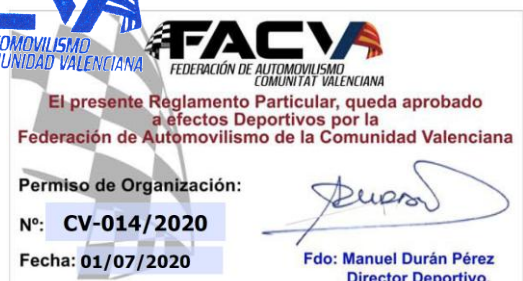 OMOVILISMO
UNIDAD VALENCIANA
FACV
FEDERACIÓN DE AUTOMOVILISMO
COMUNITAT VALENCIANA
El presente Reglamento Particular, queda aprobado
a efectos Deportivos por la
Federación de Automovilismo de la Comunidad Valenciana
Permiso de Organización:
Nº: CV-014/2020
Fecha: 01/07/2020
Fdo: Manuel Durán Pérez
Director Deportivo.